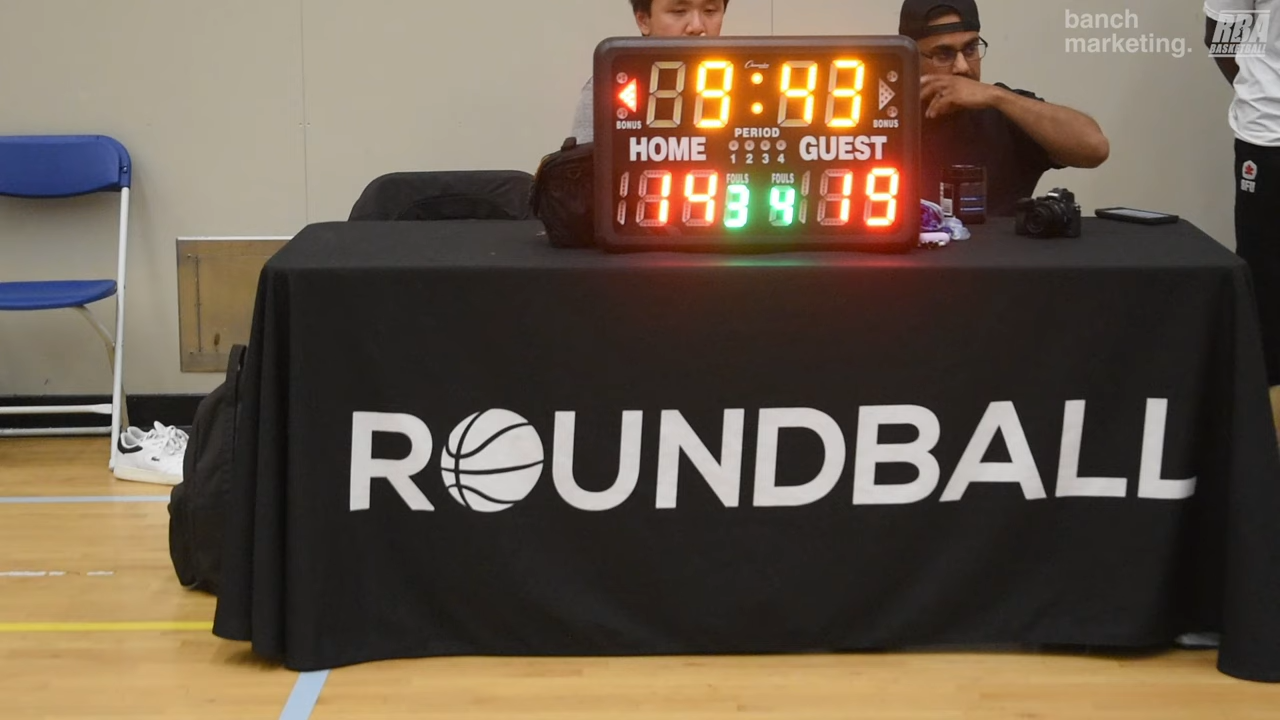 banch
marketing.
RBA
BASKETBALL
9:43
BONUS
BONUS
PERIOD
HOME
GUEST
1 2 3 4
FOULS
FOULS
14
3
4
19
ROUNDBALL